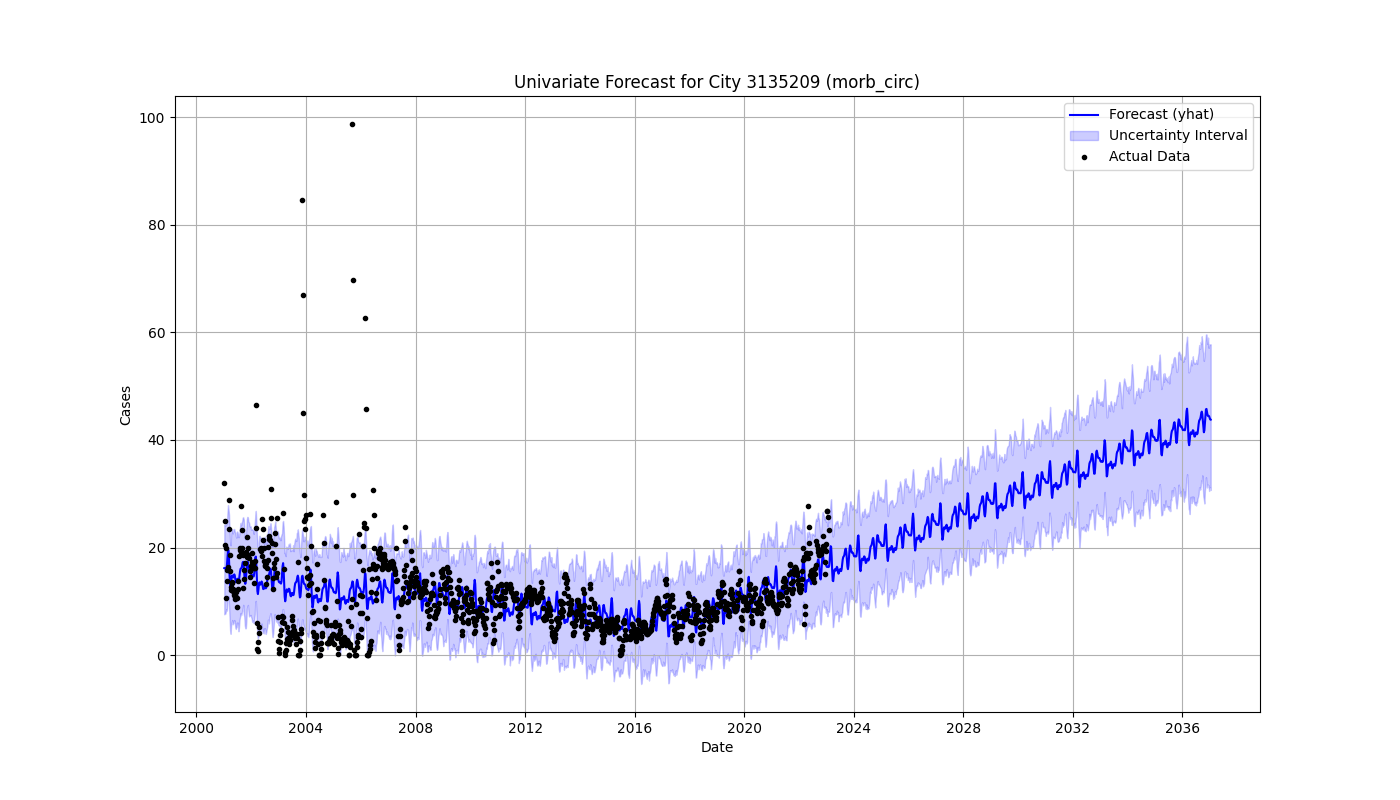 Univariate Forecast for City 3135209 (morb_circ)
Forecast (yhat)
Uncertainty Interval
Actual Data
Cases
100
80
60
40
20
0
2000 2004 2008 2012 2016 2020 2024 2028 2032 2036
Date